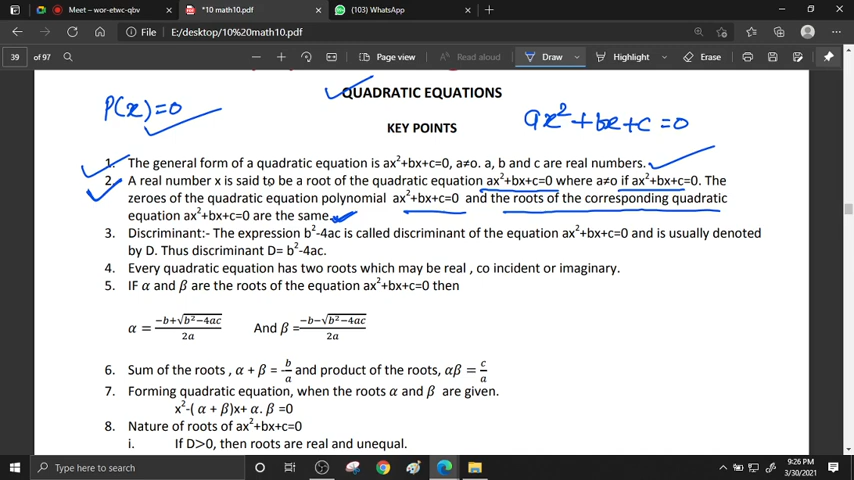 Meet – wor-etwc-qbv
*10 math10.pdf
(103) WhatsApp
File
E:/desktop/10%20math10.pdf
39 of 97
Page view
Read aloud
Draw
Highlight
Erase
QUADRATIC EQUATIONS
P(x)=0
ax²+bx+c=0
KEY POINTS
1. The general form of a quadratic equation is ax²+bx+c=0, a≠o. a, b and c are real numbers.
2. A real number x is said to be a root of the quadratic equation ax²+bx+c=0 where a≠o if ax²+bx+c=0. The
zeroes of the quadratic equation polynomial ax²+bx+c=0 and the roots of the corresponding quadratic
equation ax²+bx+c=0 are the same.
3. Discriminant:- The expression b²-4ac is called discriminant of the equation ax²+bx+c=0 and is usually denoted
by D. Thus discriminant D= b²-4ac.
4. Every quadratic equation has two roots which may be real , co incident or imaginary.
5. IF α and β are the roots of the equation ax²+bx+c=0 then
α = (-b+√(b²-4ac))/2a And β = (-b-√(b²-4ac))/2a
6. Sum of the roots , α + β = -b/a and product of the roots, αβ = c/a
7. Forming quadratic equation, when the roots α and β are given.
x²-( α + β)x+ α. β =0
8. Nature of roots of ax²+bx+c=0
i. If D>0, then roots are real and unequal.
Type here to search
9:26 PM
3/30/2021